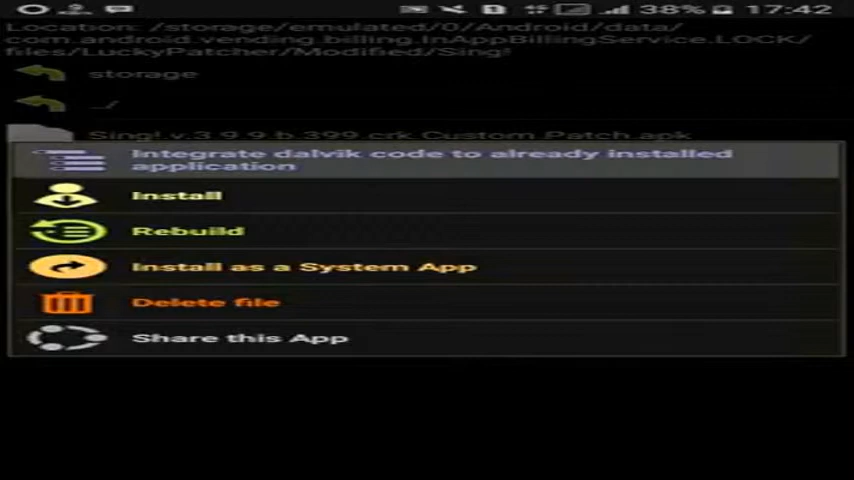 38% 17:42
Location: /storage/emulated/0/Android/data/
com.android.vending.billing.InAppBillingService.LOCK/
files/LuckyPatcher/Modified/Sing!
storage
../
Sing!.v.3.9.9.b.399.crk.Custom.Patch.apk
Integrate dalvik code to already installed
application
Install
Rebuild
Install as a System App
Delete file
Share this App